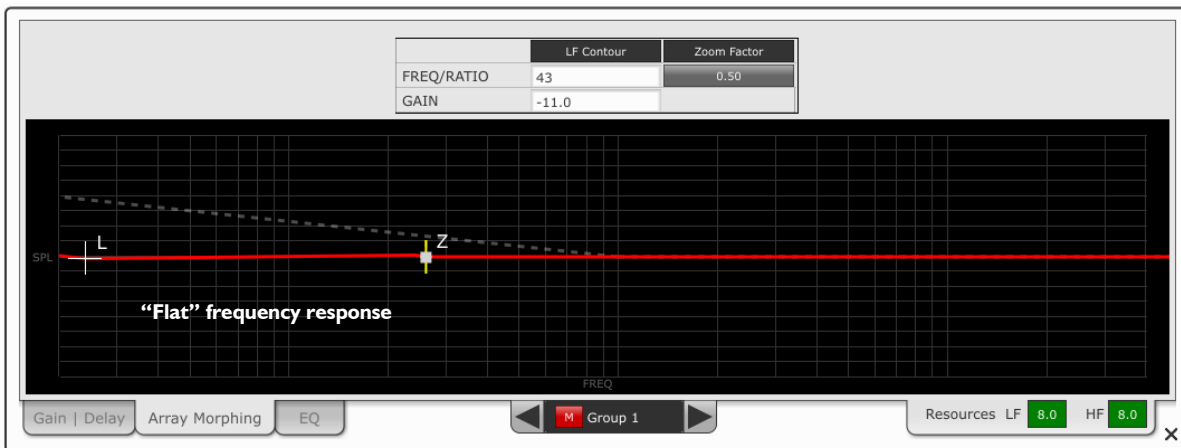 LF Contour Zoom Factor
FREQ/RATIO 43 0.50
GAIN -11.0
L
Z
SPL
“Flat” frequency response
FREQ
Gain | Delay Array Morphing EQ M Group 1 Resources LF 8.0 HF 8.0